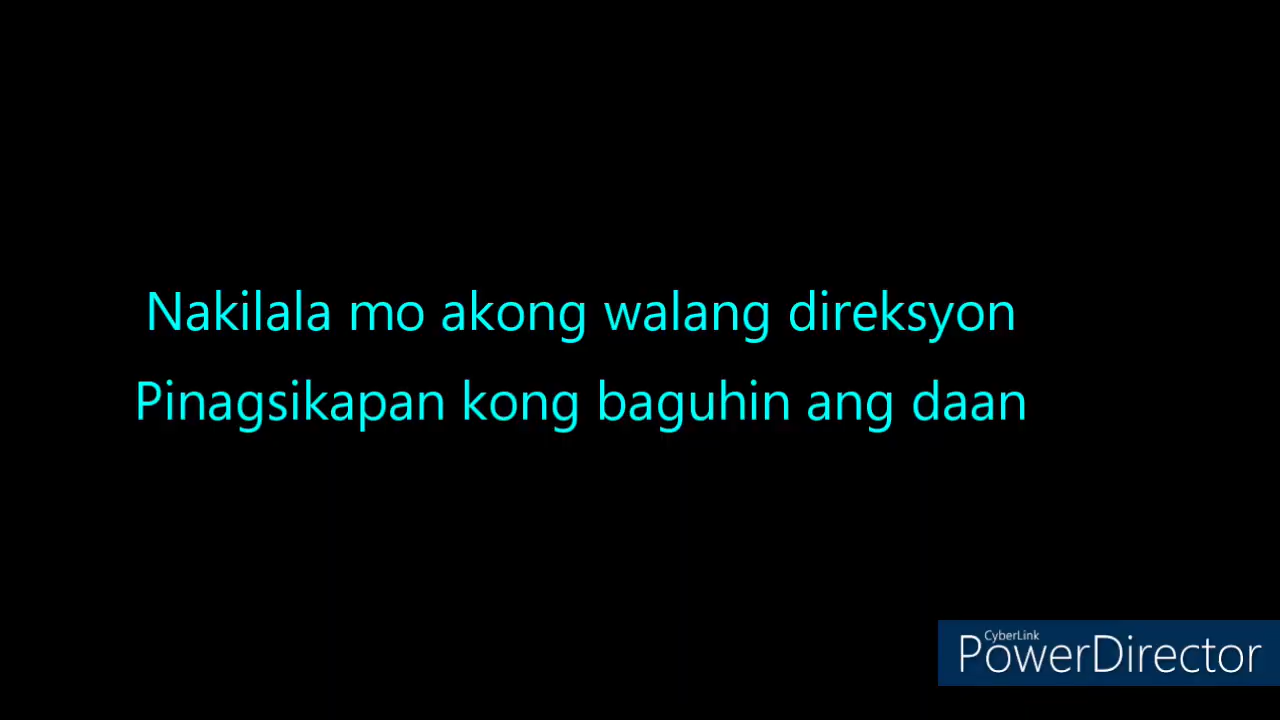 Nakilala mo akong walang direksyon
Pinagsikapan kong baguhin ang daan
CyberLink
PowerDirector